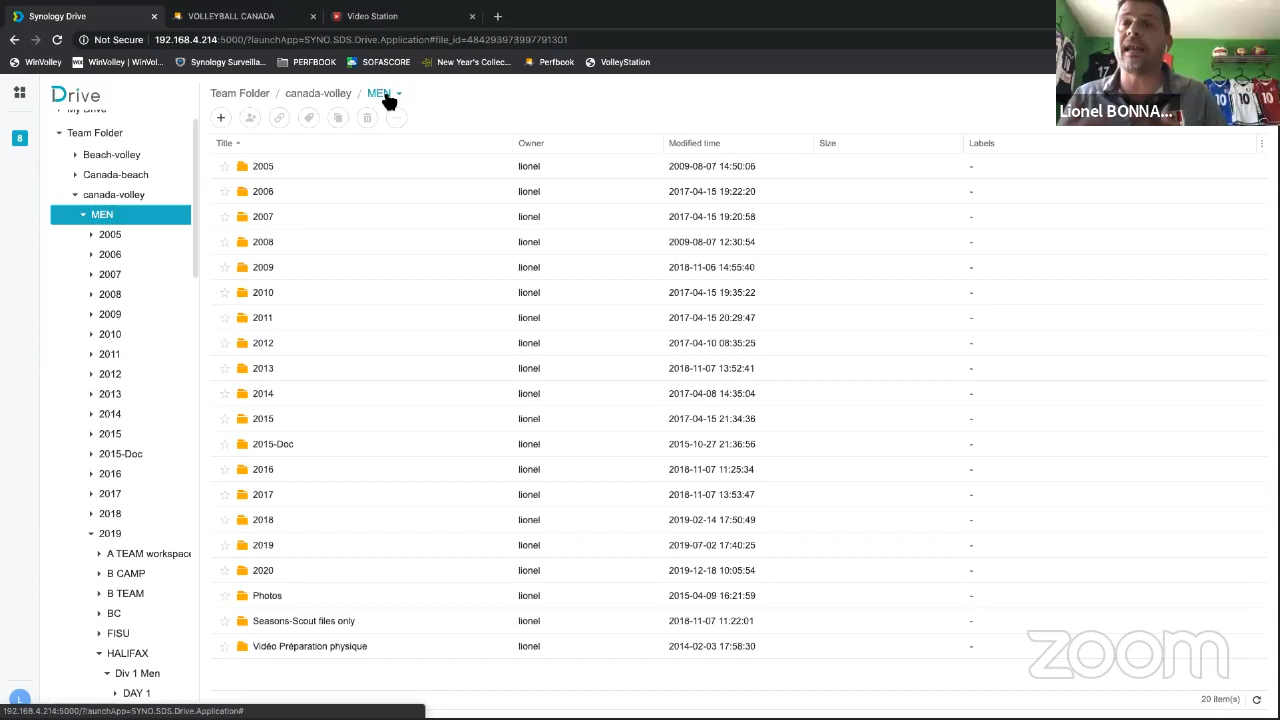 Synology Drive
VOLLEYBALL CANADA
Video Station
Not Secure 192.168.4.214:5000/?launchApp=SYNO.SDS.Drive.Application#file_id=484293973997791301
WinVolley WinVolley | WinVol... Synology Surveilla... PERFBOOK SOFASCORE New Year's Collec... Perfbook VolleyStation
Lionel BONNA...
Drive
My Drive
Team Folder
Beach-volley
Canada-beach
canada-volley
MEN
2005
2006
2007
2008
2009
2010
2011
2012
2013
2014
2015
2015-Doc
2016
2017
2018
2019
A TEAM workspace
B CAMP
B TEAM
BC
FISU
HALIFAX
Div 1 Men
DAY 1
8
L
Team Folder / canada-volley / MEN
Title Owner Modified time Size Labels
2005 lionel 2009-08-07 14:50:06 -
2006 lionel 2017-04-15 19:22:20 -
2007 lionel 2017-04-15 19:20:58 -
2008 lionel 2009-08-07 12:30:54 -
2009 lionel 2018-11-06 14:55:40 -
2010 lionel 2017-04-15 19:35:22 -
2011 lionel 2017-04-15 20:29:47 -
2012 lionel 2017-04-10 08:35:25 -
2013 lionel 2018-11-07 13:52:41 -
2014 lionel 2017-04-08 14:35:04 -
2015 lionel 2017-04-15 21:34:36 -
2015-Doc lionel 2015-10-27 21:36:56 -
2016 lionel 2018-11-07 11:25:34 -
2017 lionel 2018-11-07 13:53:47 -
2018 lionel 2019-02-14 17:50:49 -
2019 lionel 2019-07-02 17:40:25 -
2020 lionel 2019-12-18 10:05:54 -
Photos lionel 2015-04-09 16:21:59 -
Seasons-Scout files only lionel 2018-11-07 11:22:01 -
Vidéo Préparation physique lionel 2014-02-03 17:58:30 -
zoom
20 item(s)
192.168.4.214:5000/?launchApp=SYNO.SDS.Drive.Application#
10
10